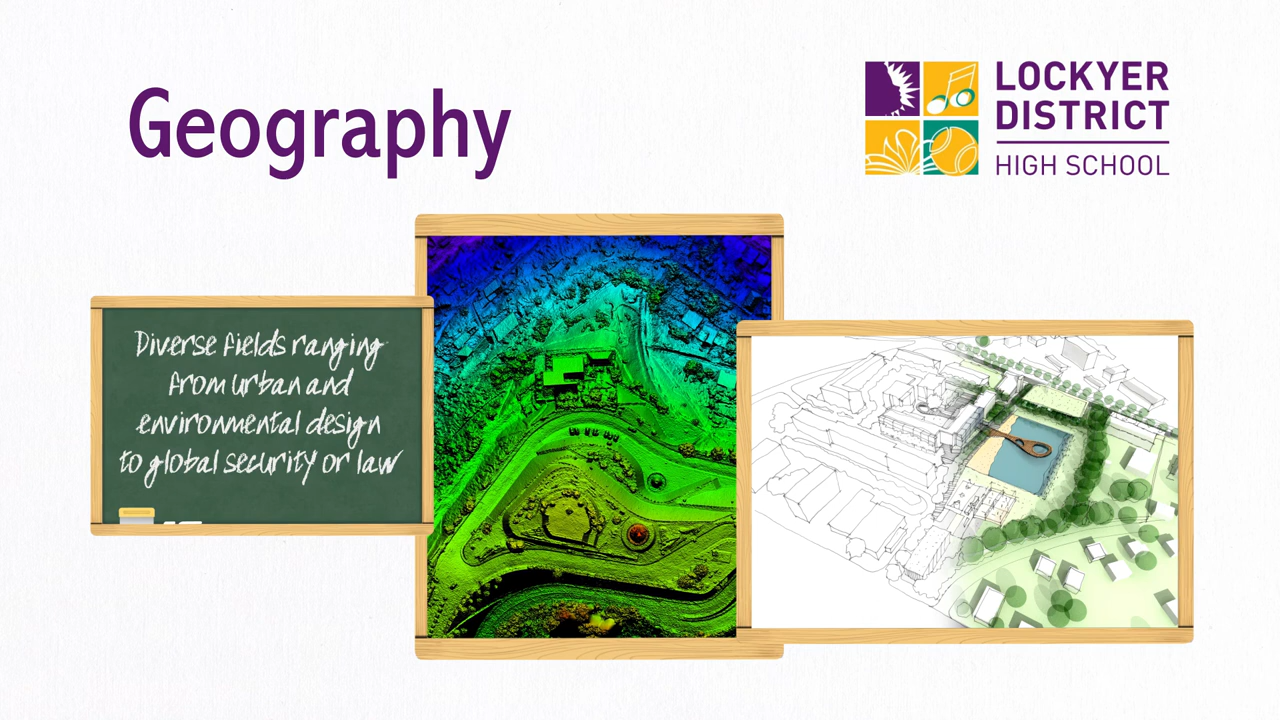 Geography
LOCKYER
DISTRICT
HIGH SCHOOL
Diverse fields ranging
from urban and
environmental design
to global security or law